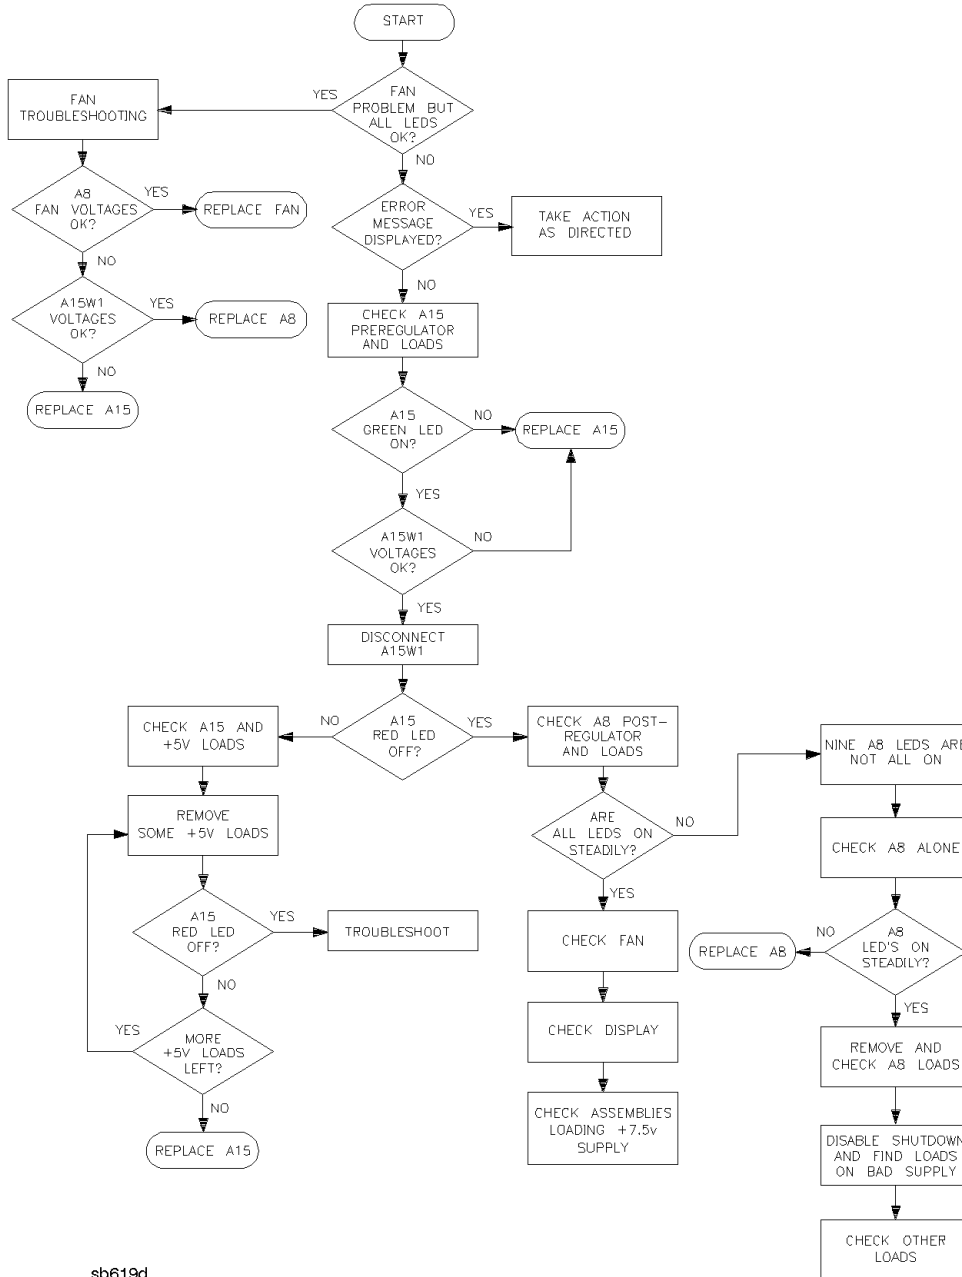 START
FAN
PROBLEM BUT
ALL LEDS
OK?
YES
NO
FAN
TROUBLESHOOTING
A8
FAN VOLTAGES
OK?
YES
REPLACE FAN
NO
A15W1
VOLTAGES
OK?
YES
REPLACE A8
NO
REPLACE A15
ERROR
MESSAGE
DISPLAYED?
YES
TAKE ACTION
AS DIRECTED
NO
CHECK A15
PREREGULATOR
AND LOADS
A15
GREEN LED
ON?
NO
REPLACE A15
YES
A15W1
VOLTAGES
OK?
NO
YES
DISCONNECT
A15W1
A15
RED LED
OFF?
NO
YES
CHECK A15 AND
+5V LOADS
REMOVE
SOME +5V LOADS
A15
RED LED
OFF?
YES
TROUBLESHOOT
NO
MORE
+5V LOADS
LEFT?
YES
NO
REPLACE A15
CHECK A8 POST-
REGULATOR
AND LOADS
ARE
ALL LEDS ON
STEADILY?
NO
YES
CHECK FAN
CHECK DISPLAY
CHECK ASSEMBLIES
LOADING +7.5v
SUPPLY
NINE A8 LEDS ARE
NOT ALL ON
CHECK A8 ALONE
A8
LED'S ON
STEADILY?
NO
REPLACE A8
YES
REMOVE AND
CHECK A8 LOADS
DISABLE SHUTDOWN
AND FIND LOADS
ON BAD SUPPLY
CHECK OTHER
LOADS
sb619d